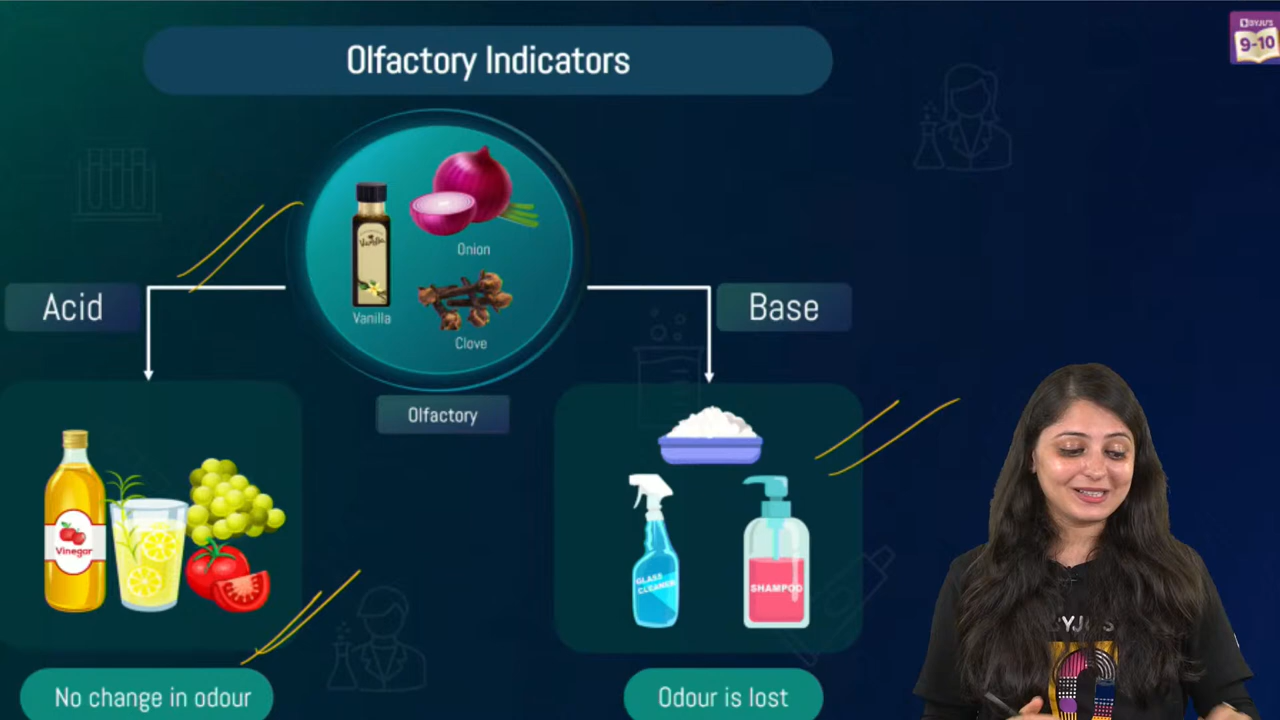 Olfactory Indicators
BYJU'S
9-10
Onion
Vanilla
Vanilla
Clove
Acid
Base
Olfactory
Vinegar
GLASS
CLEANER
SHAMPOO
BYJU'S
No change in odour
Odour is lost